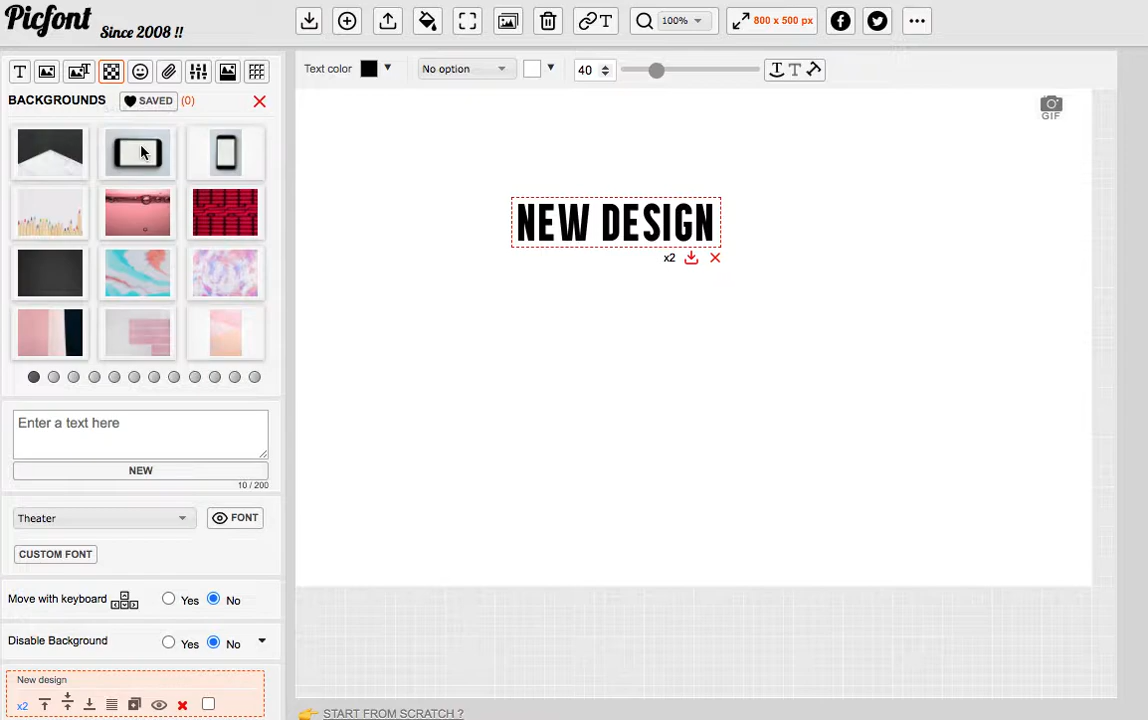 Picfont Since 2008 !!
T
100%
800 x 500 px
BACKGROUNDS SAVED (0)
Text color No option 40
GIF
NEW DESIGN
x2
Enter a text here
NEW
10 / 200
Theater FONT
CUSTOM FONT
Move with keyboard Yes No
Disable Background Yes No
New design
x2
START FROM SCRATCH ?